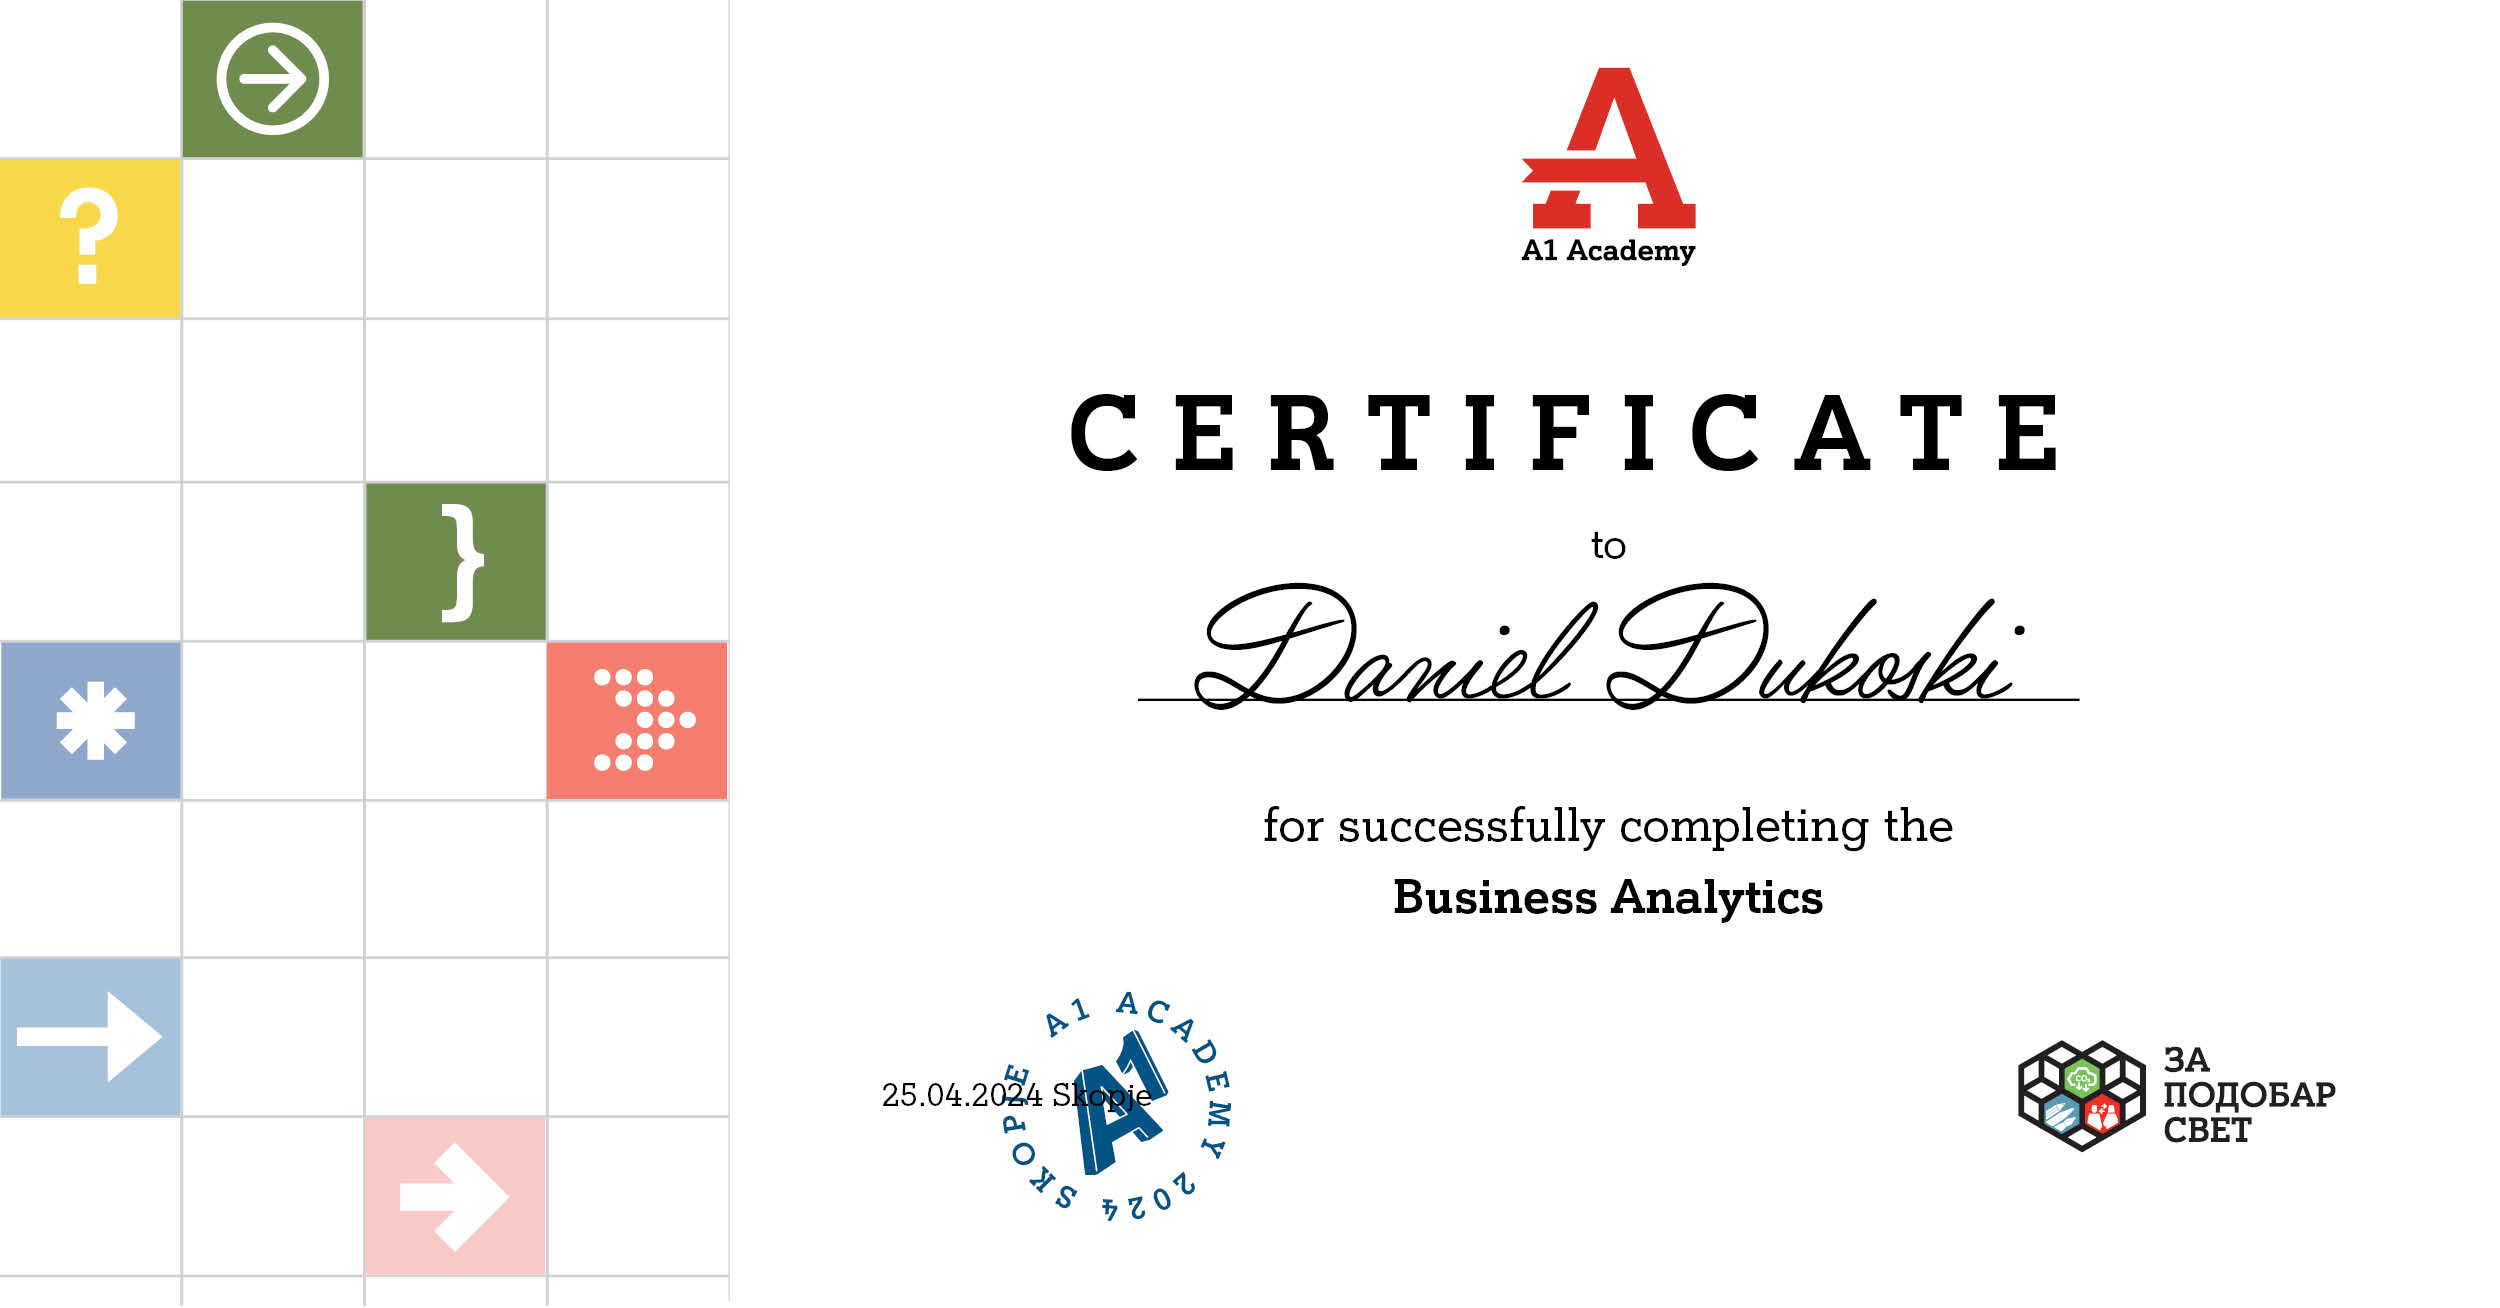 A1 Academy
CERTIFICATE
to
Daniel Dukoski
for successfully completing the
Business Analytics
25.04.2024 Skopje
A1 ACADEMY 2024 SKOPJE
A1
CO₂
ЗА
ПОДОБАР
СВЕТ